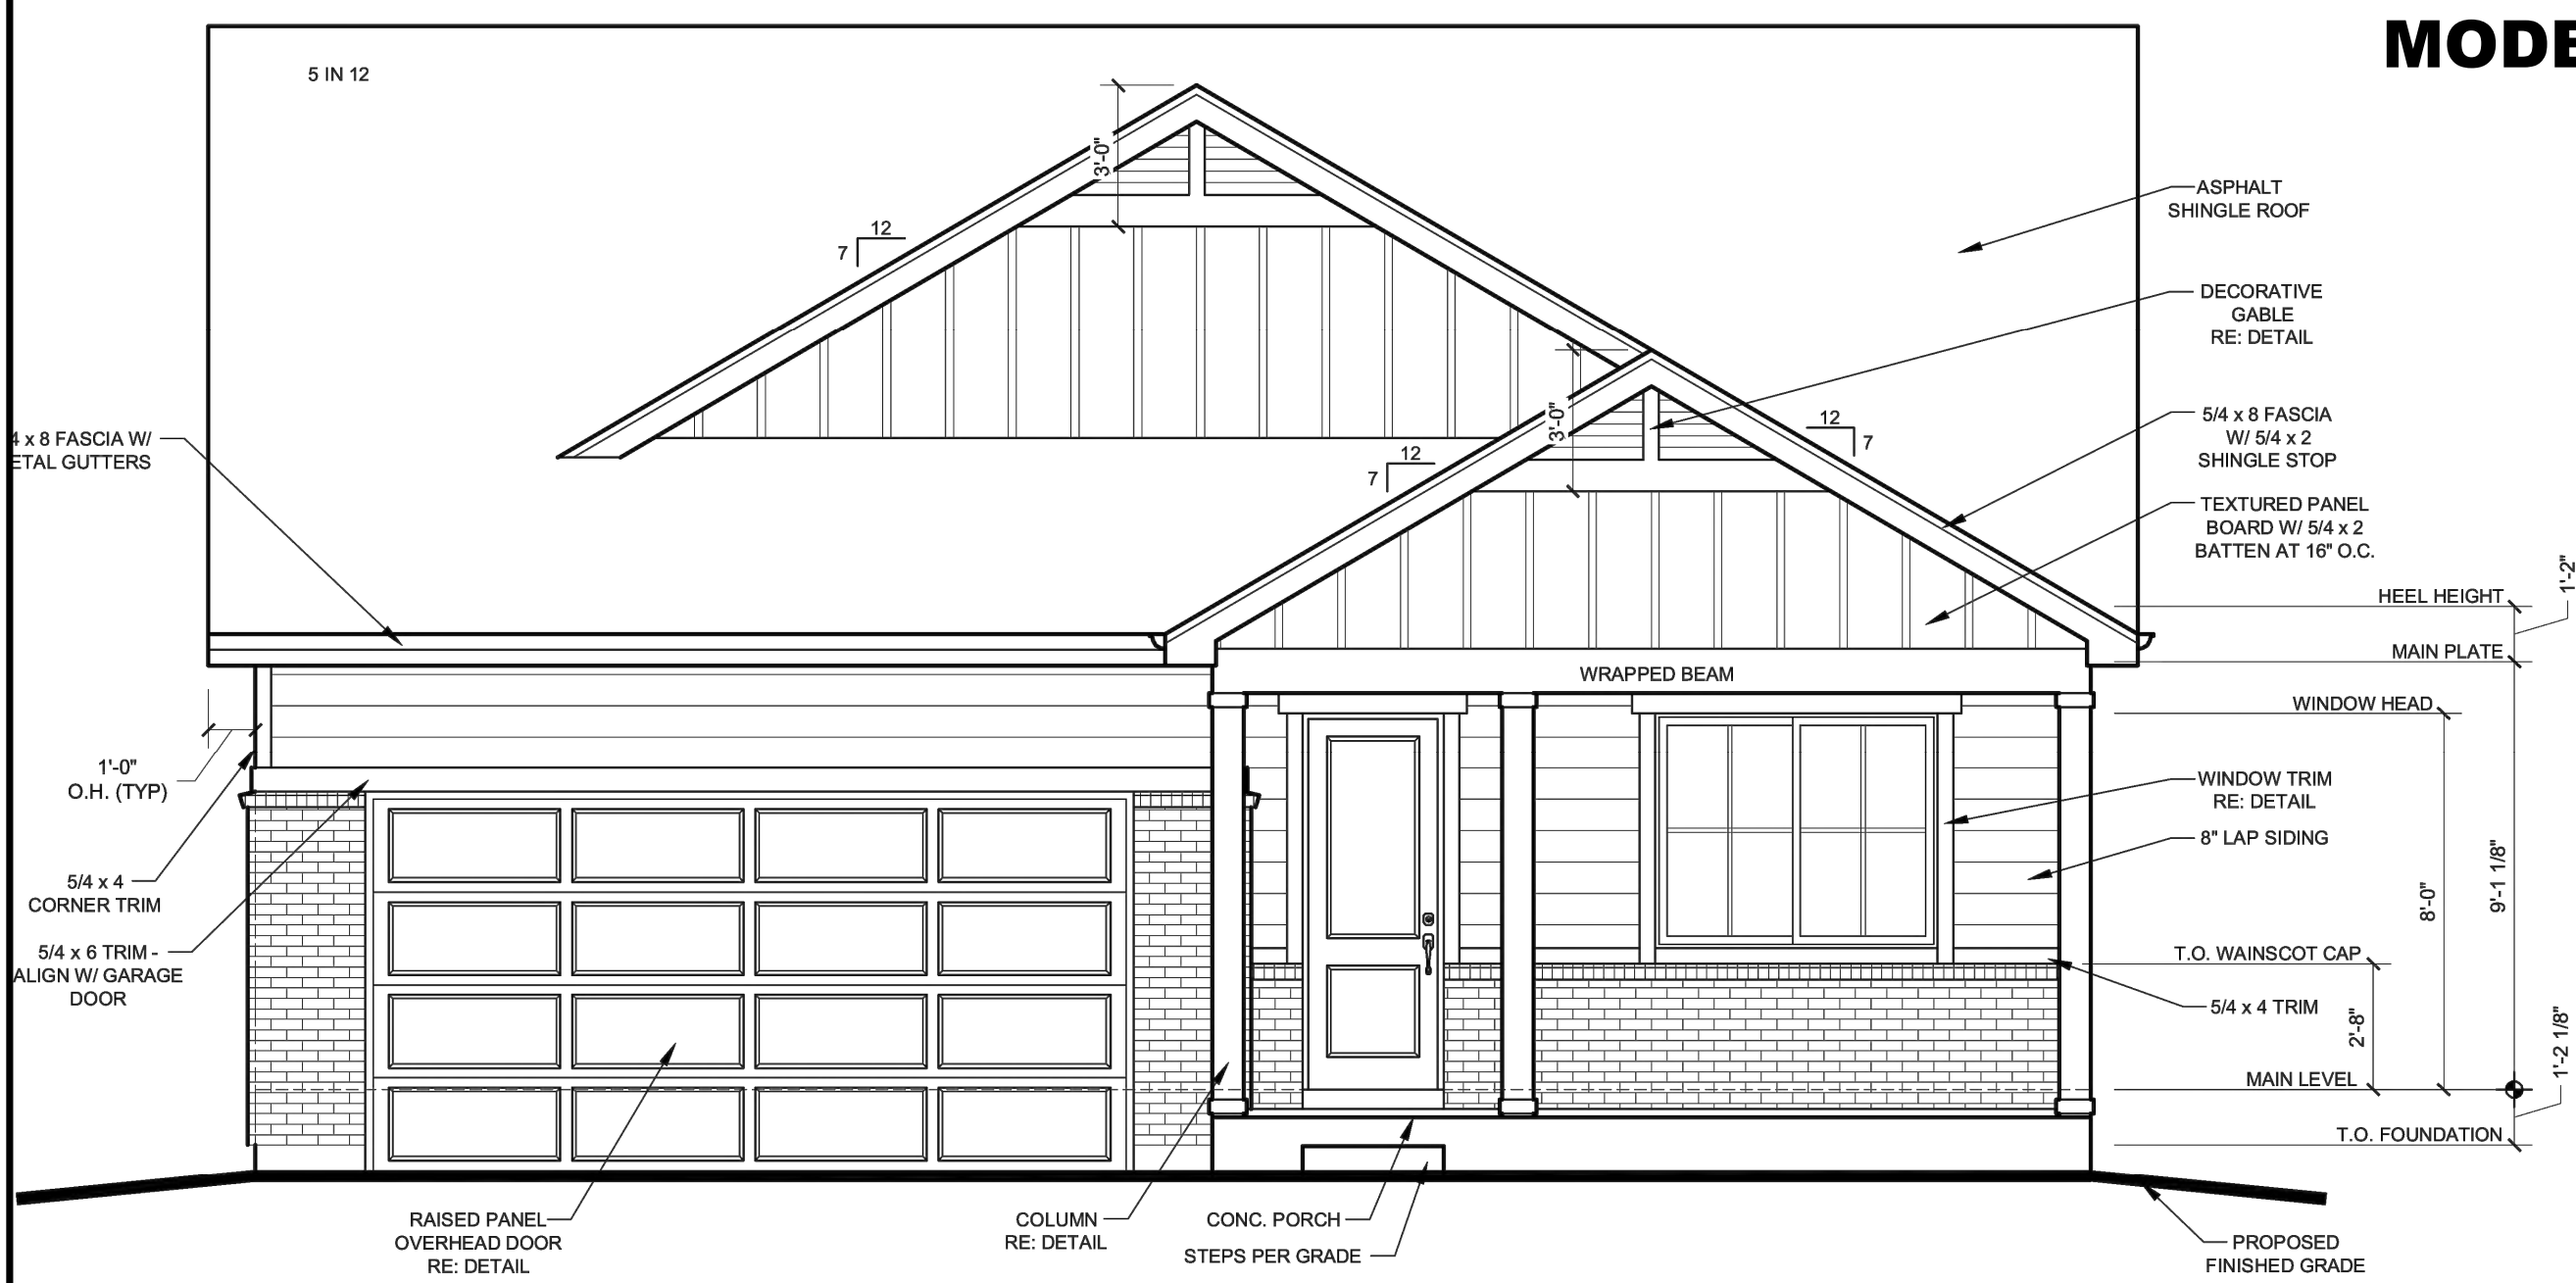 MODE
5 IN 12
3'-0"
12
7
ASPHALT
SHINGLE ROOF
DECORATIVE
GABLE
RE: DETAIL
3'-0"
12
7
12
7
5/4 x 8 FASCIA
W/ 5/4 x 2
SHINGLE STOP
4 x 8 FASCIA W/
ETAL GUTTERS
TEXTURED PANEL
BOARD W/ 5/4 x 2
BATTEN AT 16" O.C.
HEEL HEIGHT
1'-2"
MAIN PLATE
WRAPPED BEAM
WINDOW HEAD
1'-0"
O.H. (TYP)
WINDOW TRIM
RE: DETAIL
8" LAP SIDING
5/4 x 4
CORNER TRIM
8'-0"
9'-1 1/8"
5/4 x 6 TRIM -
ALIGN W/ GARAGE
DOOR
T.O. WAINSCOT CAP
5/4 x 4 TRIM
2'-8"
1'-2 1/8"
MAIN LEVEL
T.O. FOUNDATION
RAISED PANEL
OVERHEAD DOOR
RE: DETAIL
COLUMN
RE: DETAIL
CONC. PORCH
STEPS PER GRADE
PROPOSED
FINISHED GRADE